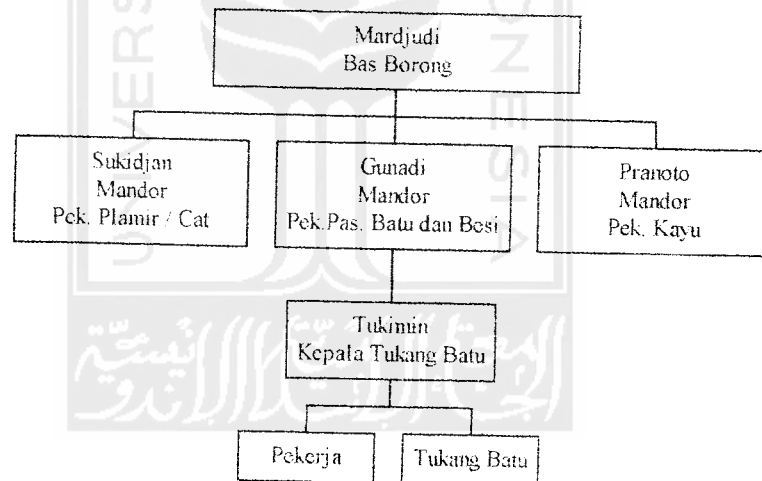 Mardjudi
Bas Borong
Sukidjan
Mandor
Pek. Plamir / Cat
Gunadi
Mandor
Pek.Pas. Batu dan Besi
Pranoto
Mandor
Pek. Kayu
Tukimin
Kepala Tukang Batu
Pekerja
Tukang Batu